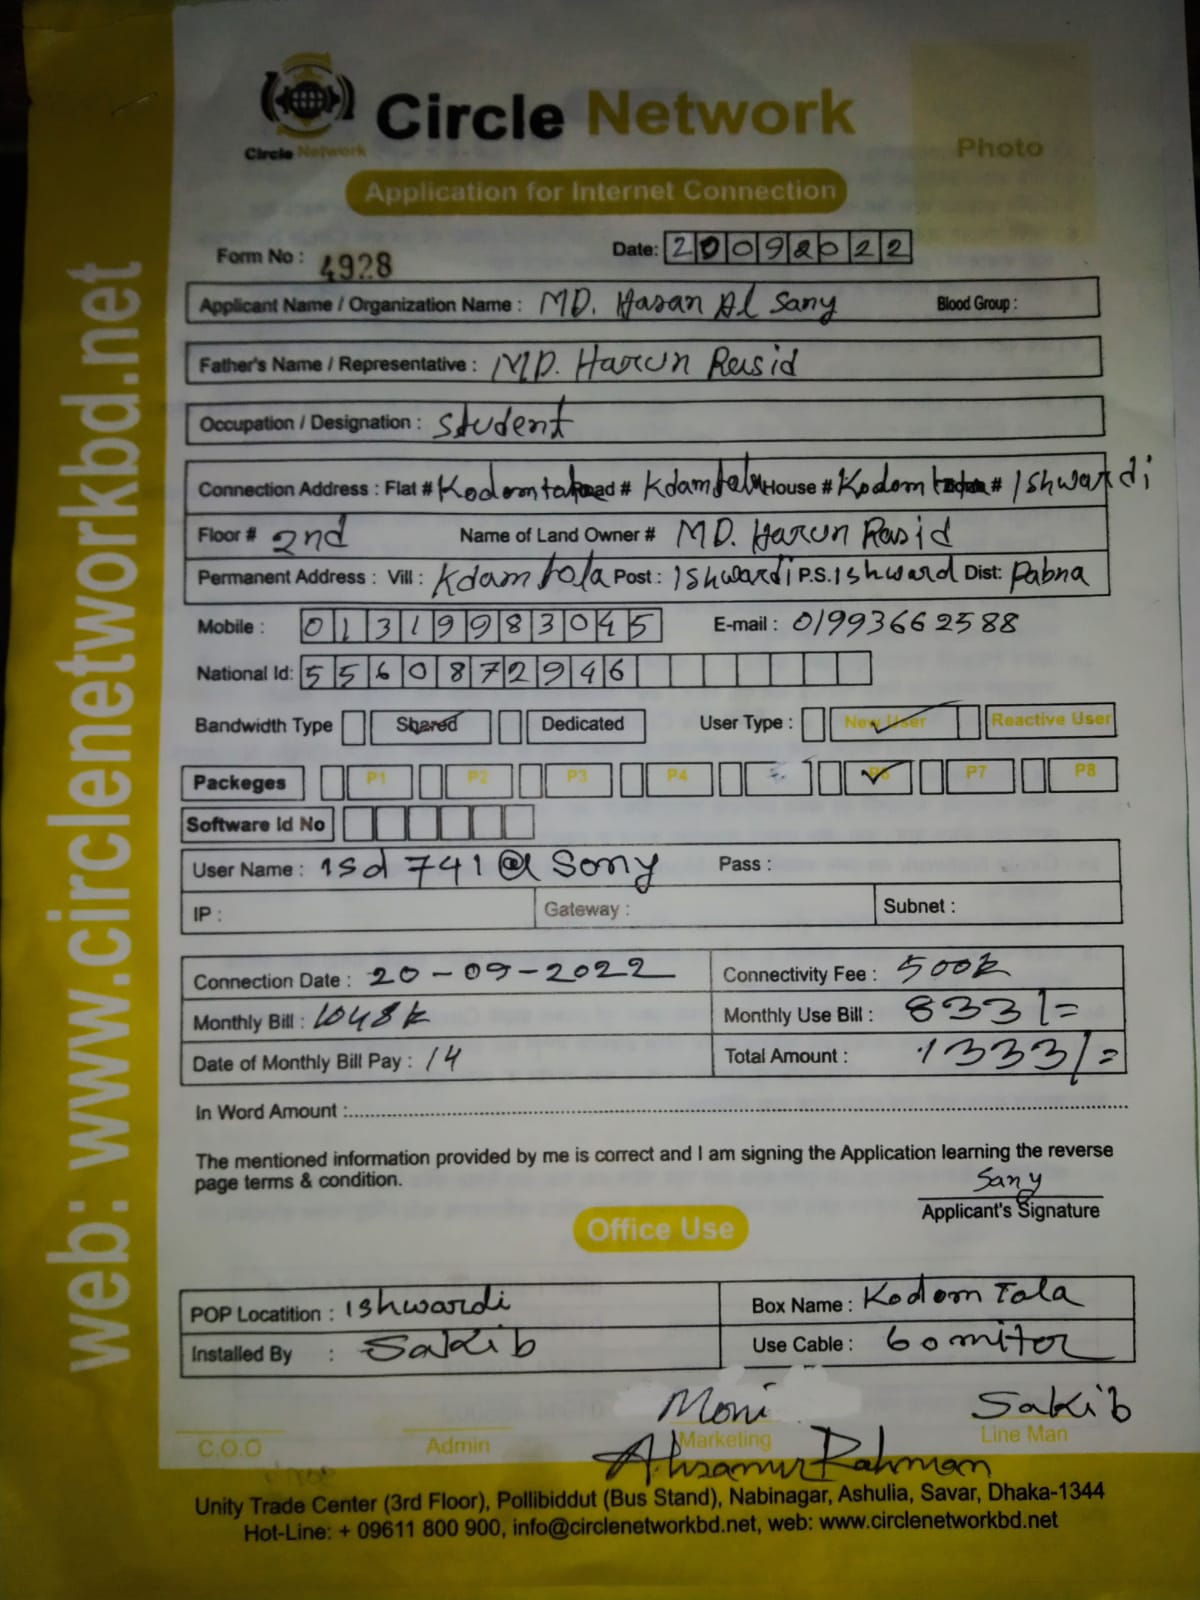 web: www.circlenetworkbd.net
Circle Network
Circle Network
Photo
Application for Internet Connection
Form No : 4928
Date: 20092022
Applicant Name / Organization Name : MD. Hasan Al Sany Blood Group :
Father's Name / Representative : MD. Harun Rasid
Occupation / Designation : Student
Connection Address : Flat # Kodomtala Road # Kdamtala House # Kodom # Ishwardi
Floor # 2nd Name of Land Owner # MD. Harun Rasid
Permanent Address : Vill : Kdamtola Post : Ishwardi P.S. Ishward Dist: Pabna
Mobile : 01319983045 E-mail : 01993662588
National Id: 5560872946
Bandwidth Type Shared Dedicated User Type : New User Reactive User
Packeges P1 P2 P3 P4 P6 P7 P8
Software Id No
User Name : 1sd741@Sony Pass :
IP : Gateway : Subnet :
Connection Date : 20-09-2022 Connectivity Fee : 500k
Monthly Bill : 1048k Monthly Use Bill : 833/=
Date of Monthly Bill Pay : 14 Total Amount : 1333/=
In Word Amount :
The mentioned information provided by me is correct and I am signing the Application learning the reverse
page terms & condition.
Sany
Applicant's Signature
Office Use
POP Locatition : Ishwardi Box Name : Kodom Tola
Installed By : Sakib Use Cable : 60 mitor
Moni Sakib
C.O.O Admin Marketing Line Man
Rahman
Unity Trade Center (3rd Floor), Pollibiddut (Bus Stand), Nabinagar, Ashulia, Savar, Dhaka-1344
Hot-Line: + 09611 800 900, info@circlenetworkbd.net, web: www.circlenetworkbd.net